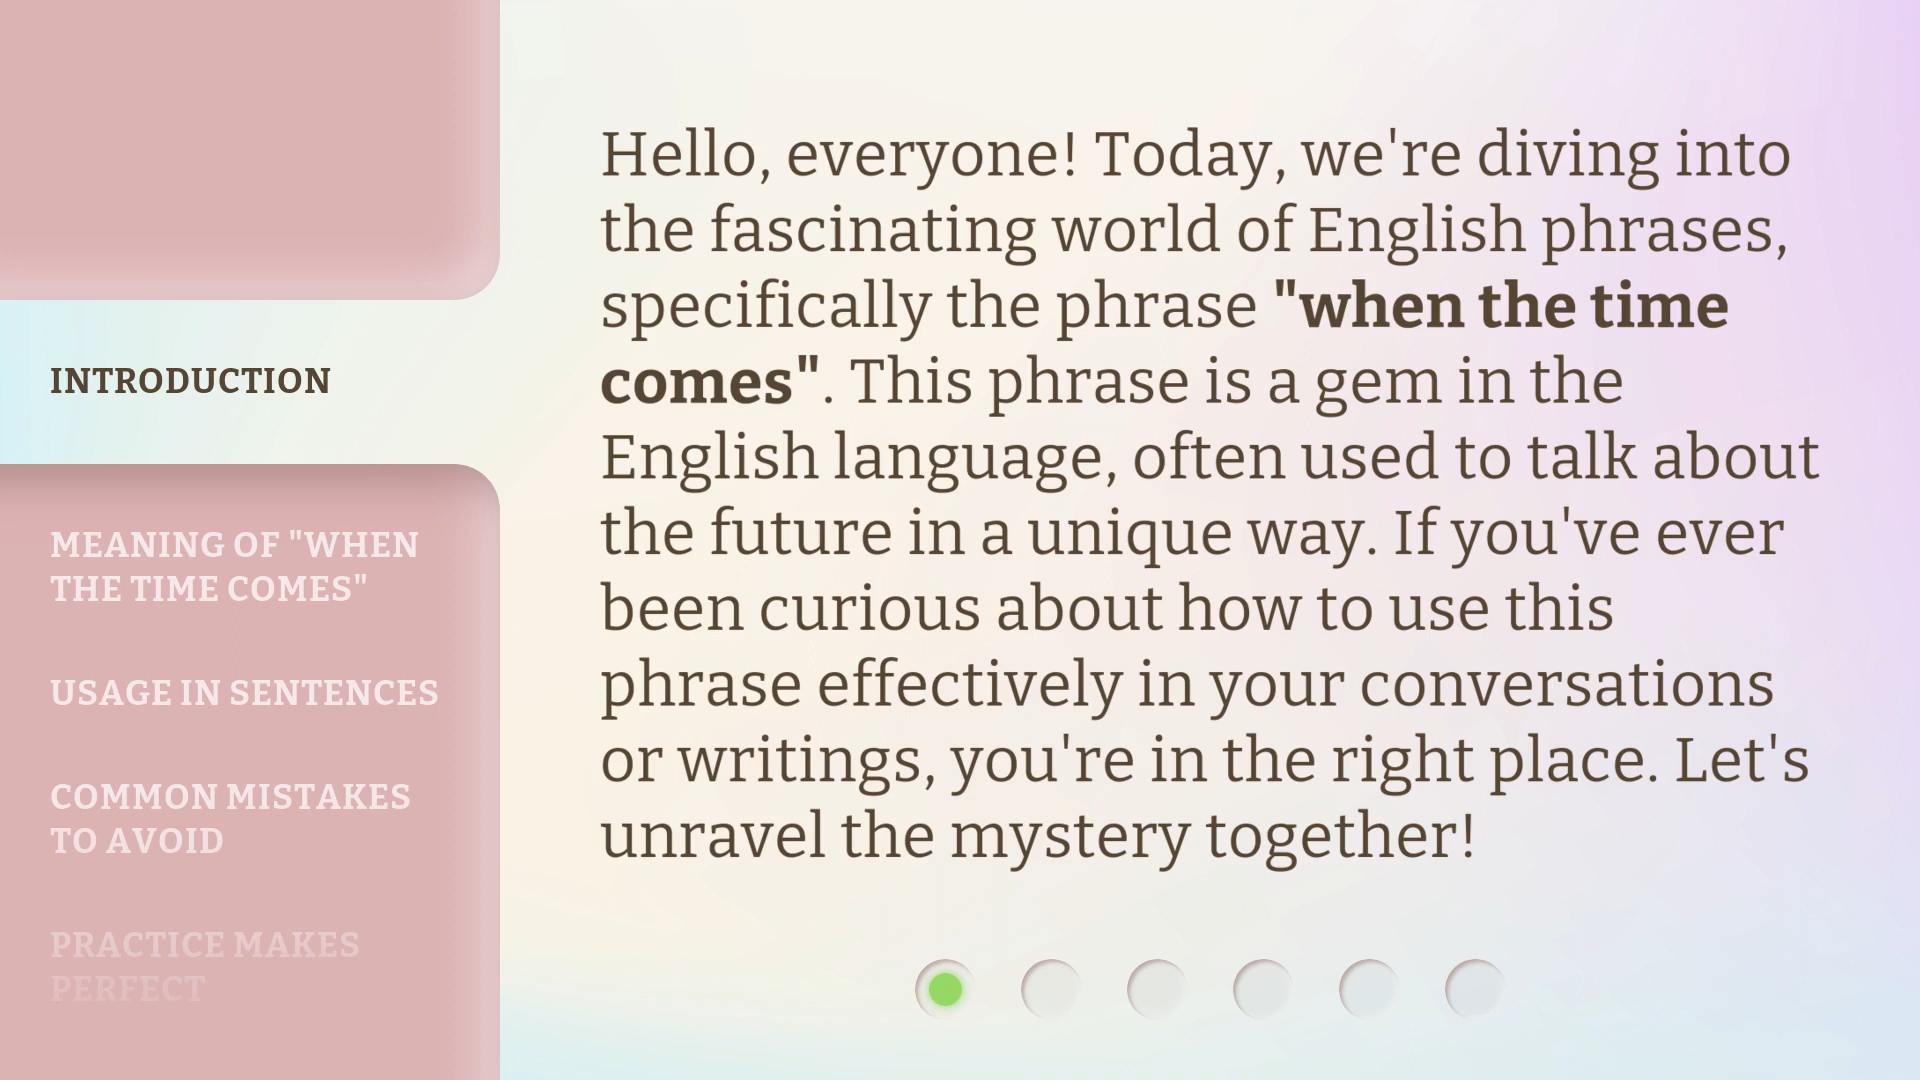 INTRODUCTION
MEANING OF "WHEN
THE TIME COMES"
USAGE IN SENTENCES
COMMON MISTAKES
TO AVOID
PRACTICE MAKES
PERFECT
Hello, everyone! Today, we're diving into
the fascinating world of English phrases,
specifically the phrase "when the time
comes". This phrase is a gem in the
English language, often used to talk about
the future in a unique way. If you've ever
been curious about how to use this
phrase effectively in your conversations
or writings, you're in the right place. Let's
unravel the mystery together!